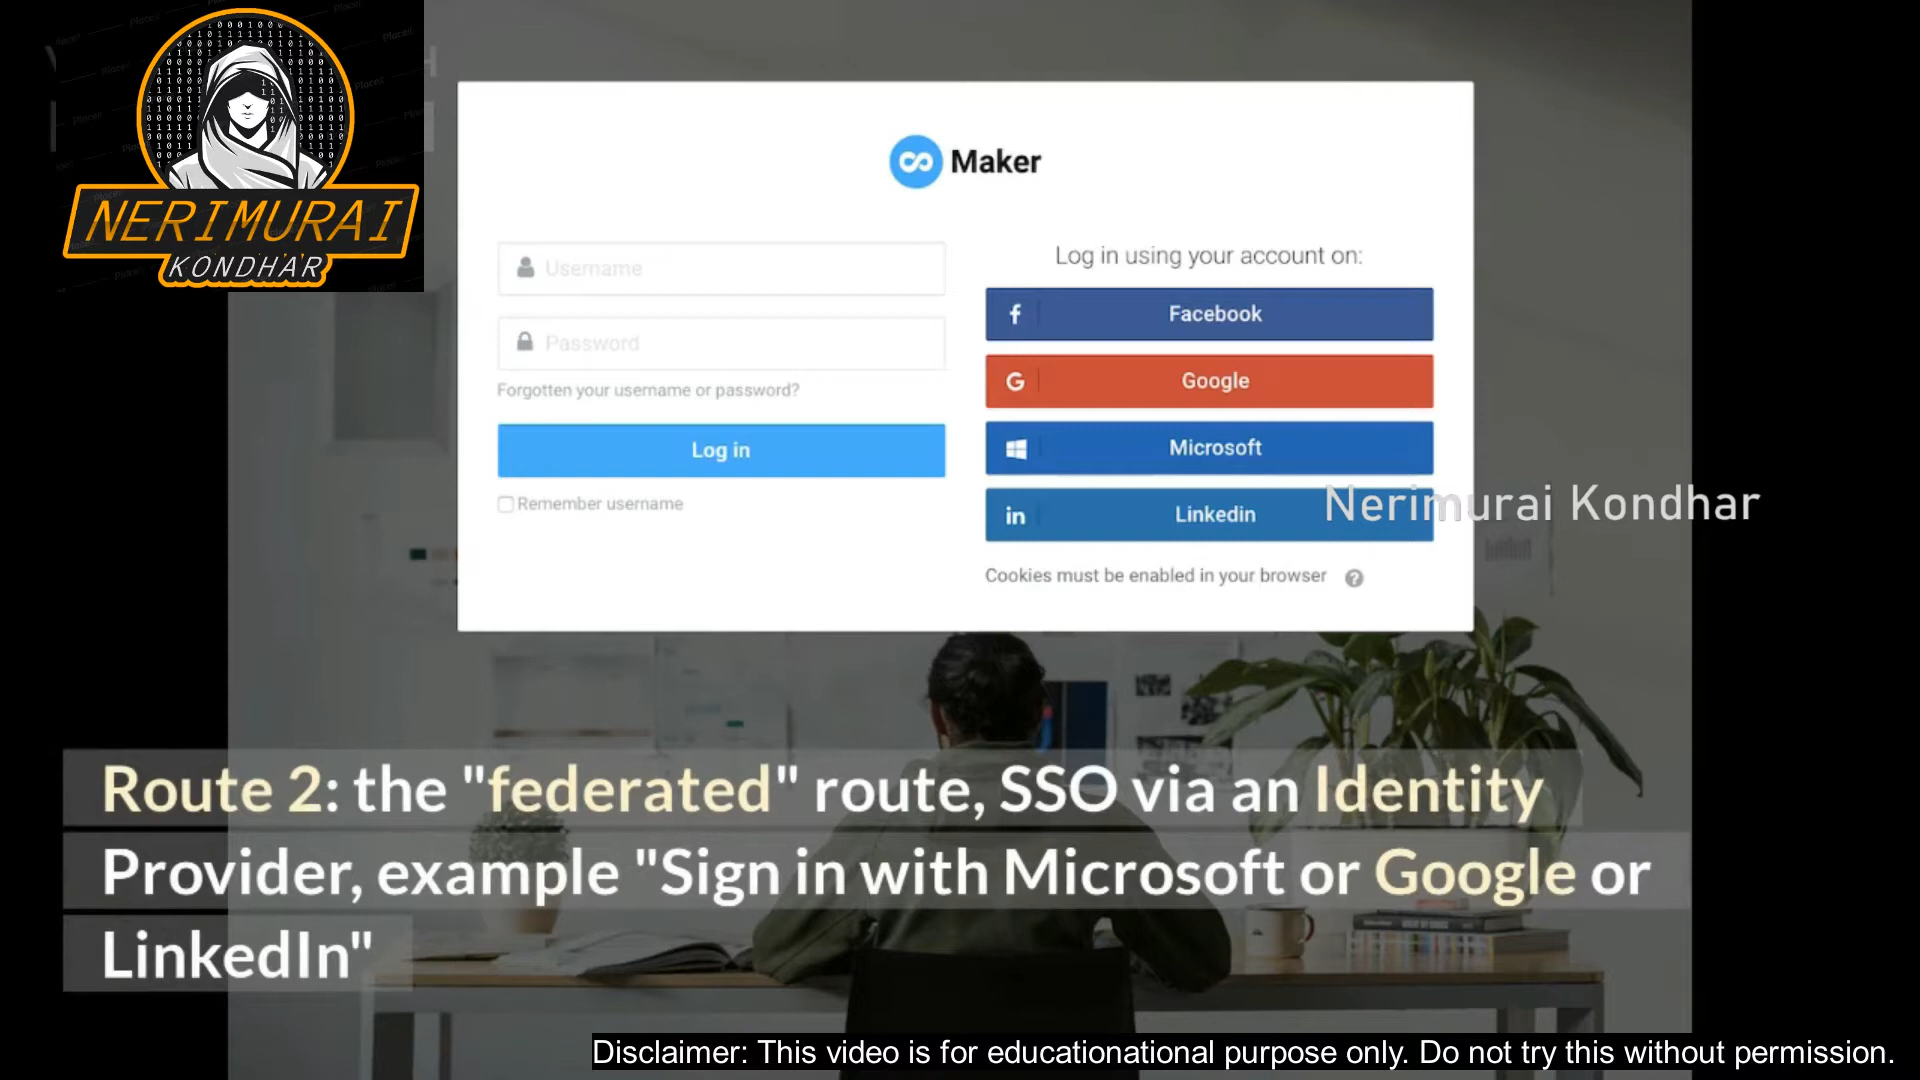 NERIMURAI
KONDHAR
Maker
Username
Password
Forgotten your username or password?
Log in
Remember username
Log in using your account on:
Facebook
Google
Microsoft
Linkedin
Cookies must be enabled in your browser
Nerimurai Kondhar
Route 2: the "federated" route, SSO via an Identity
Provider, example "Sign in with Microsoft or Google or
LinkedIn"
Disclaimer: This video is for educationational purpose only. Do not try this without permission.